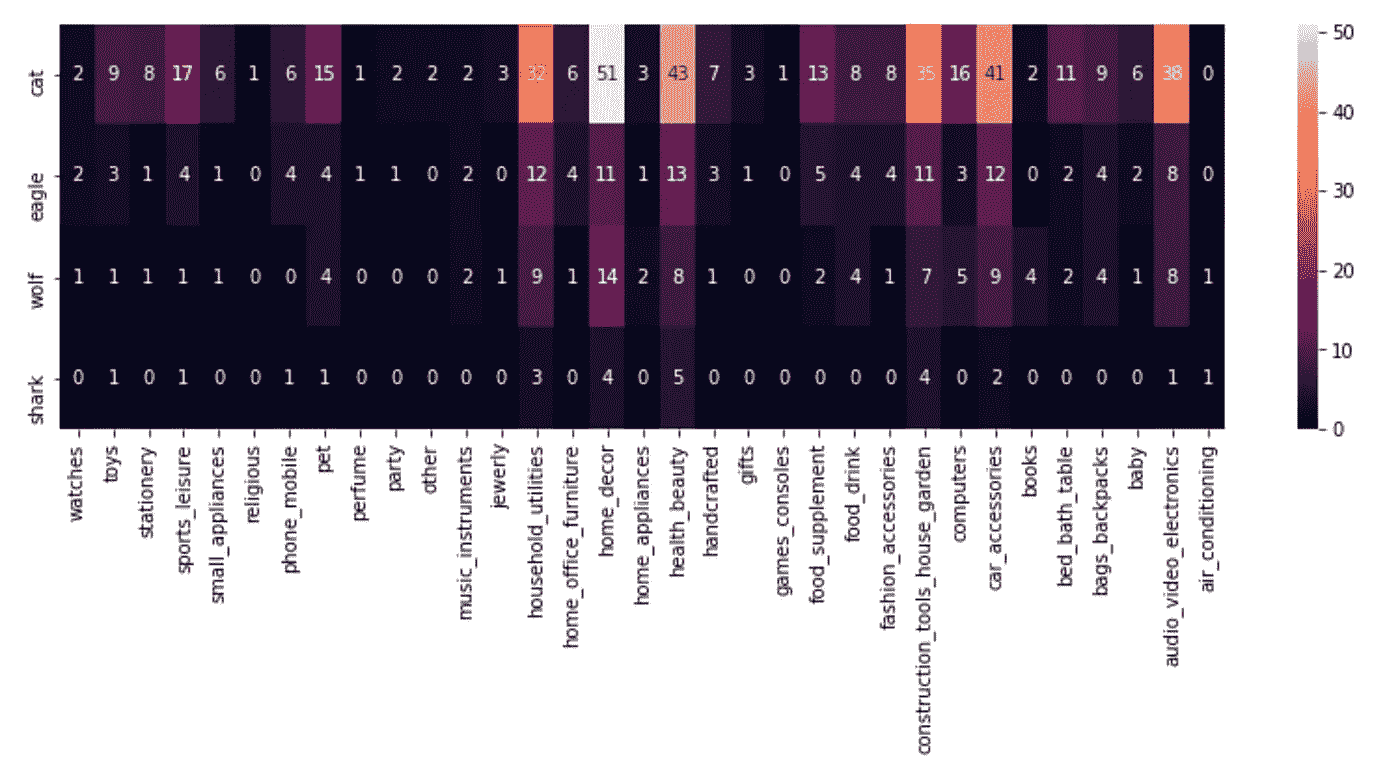 cat 2 9 8 17 6 1 6 15 1 2 2 2 3 32 6 51 3 43 7 3 1 13 8 8 35 16 41 2 11 9 6 38 0
eagle 2 3 1 4 1 0 4 4 1 1 0 2 0 12 4 11 1 13 3 1 0 5 4 4 11 3 12 0 2 4 2 8 0
wolf 1 1 1 1 1 0 0 4 0 0 0 2 1 9 1 14 2 8 1 0 0 2 4 1 7 5 9 4 2 4 1 8 1
shark 0 1 0 1 0 0 1 1 0 0 0 0 0 3 0 4 0 5 0 0 0 0 0 0 4 0 2 0 0 0 0 1 1
watches
toys
stationery
sports_leisure
small_appliances
religious
phone_mobile
pet
perfume
party
other
music_instruments
jewerly
household_utilities
home_office_furniture
home_decor
home_appliances
health_beauty
handcrafted
gifts
games_consoles
food_supplement
food_drink
fashion_accessories
construction_tools_house_garden
computers
car_accessories
books
bed_bath_table
bags_backpacks
baby
audio_video_electronics
air_conditioning
50
40
30
20
10
0